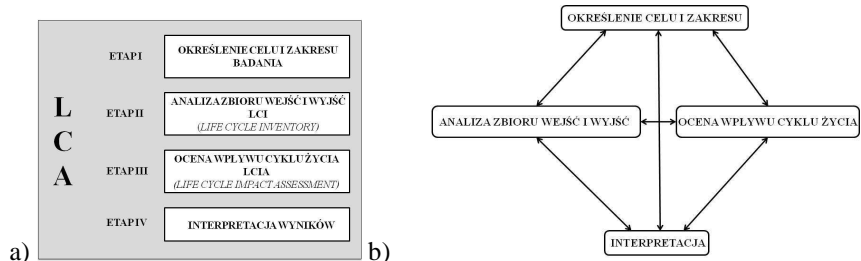 LCA
ETAP I
OKREŚLENIE CELU I ZAKRESU
BADANIA
ETAP II
ANALIZA ZBIORU WEJŚĆ I WYJŚĆ
LCI
(LIFE CYCLE INVENTORY)
ETAP III
OCENA WPŁYWU CYKLU ŻYCIA
LCIA
(LIFE CYCLE IMPACT ASSESSMENT)
ETAP IV
INTERPRETACJA WYNIKÓW
a)
OKREŚLENIE CELU I ZAKRESU
ANALIZA ZBIORU WEJŚĆ I WYJŚĆ
OCENA WPŁYWU CYKLU ŻYCIA
INTERPRETACJA
b)